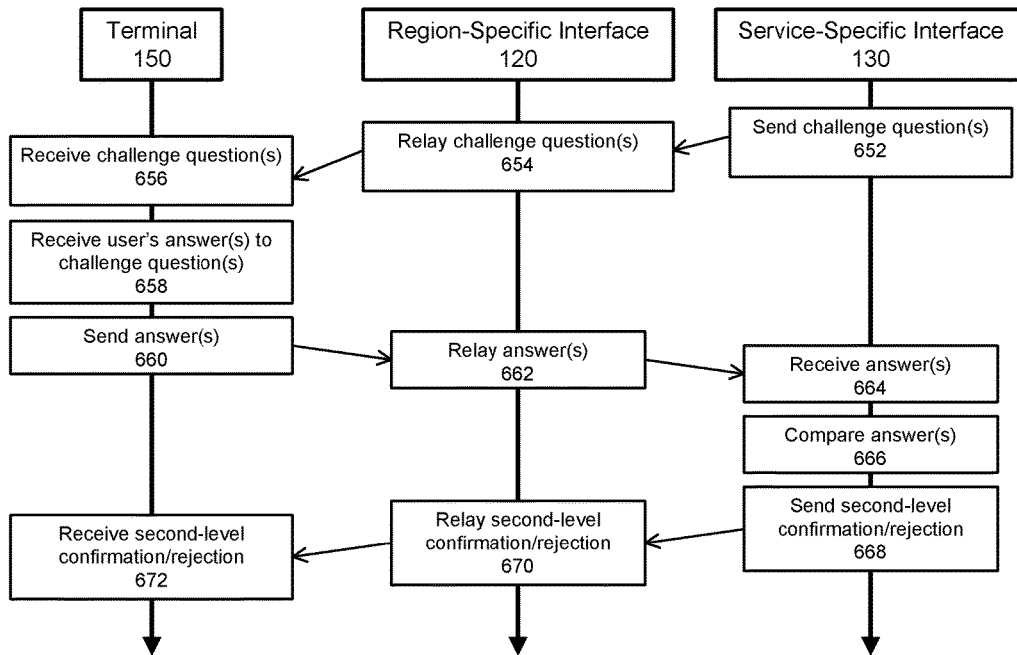 Terminal
150
Region-Specific Interface
120
Service-Specific Interface
130
Send challenge question(s)
652
Relay challenge question(s)
654
Receive challenge question(s)
656
Receive user's answer(s) to
challenge question(s)
658
Send answer(s)
660
Relay answer(s)
662
Receive answer(s)
664
Compare answer(s)
666
Send second-level
confirmation/rejection
668
Relay second-level
confirmation/rejection
670
Receive second-level
confirmation/rejection
672